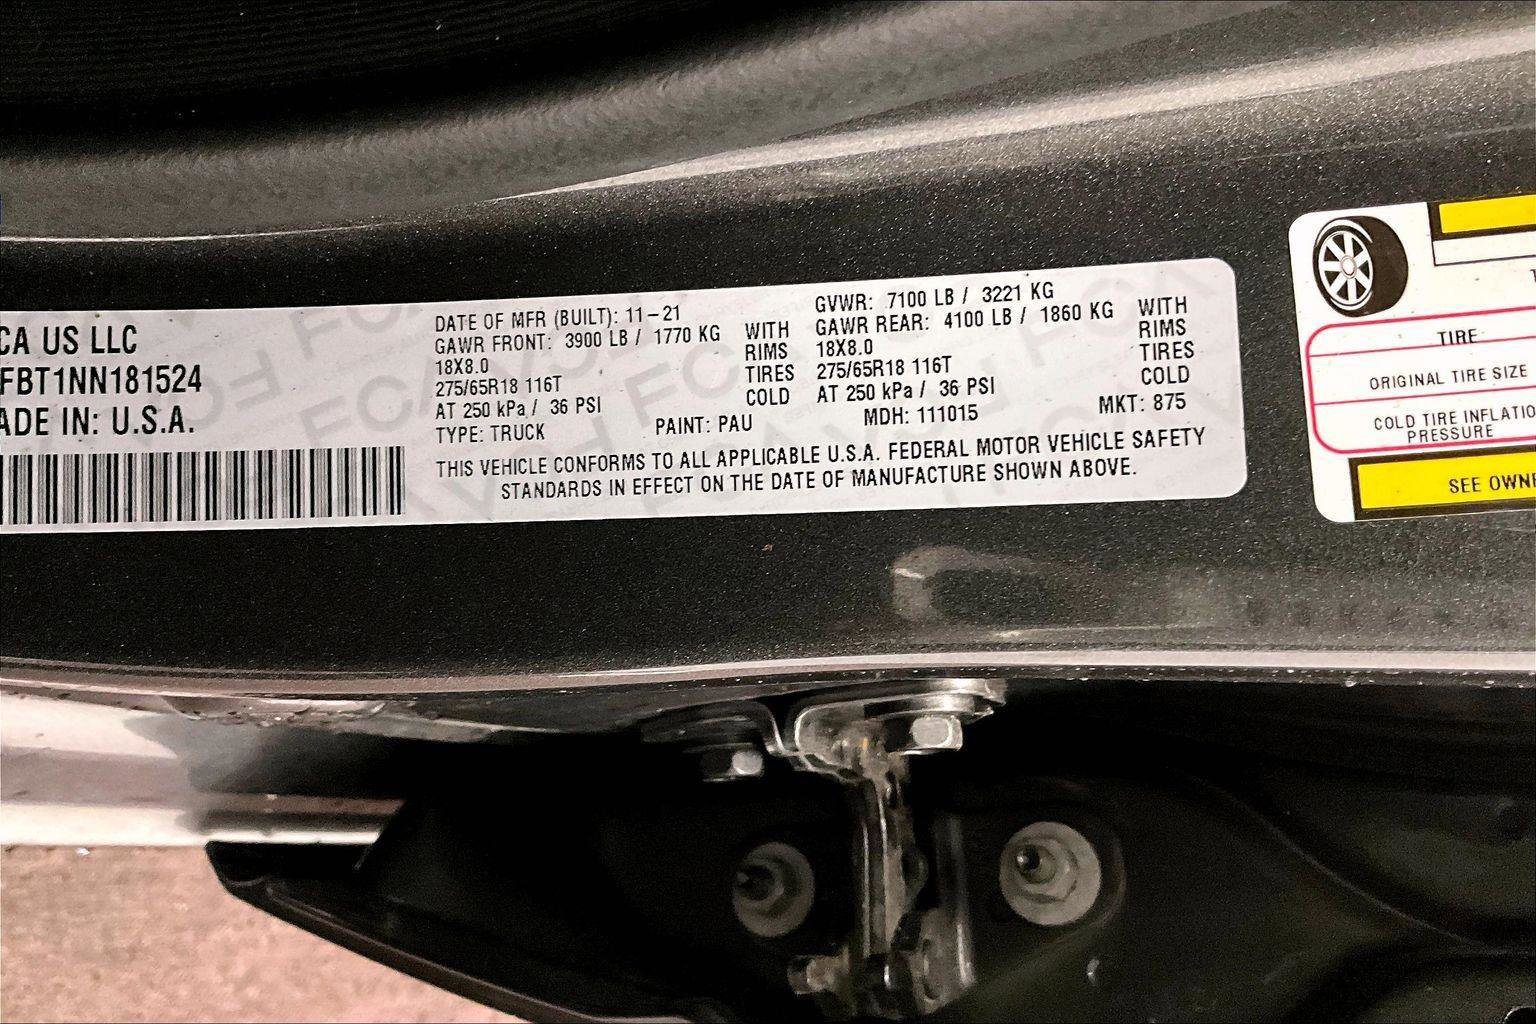 CA US LLC
FBT1NN181524
ADE IN: U.S.A.
DATE OF MFR (BUILT): 11-21
GAWR FRONT: 3900 LB / 1770 KG WITH
18X8.0 RIMS
275/65R18 116T TIRES
AT 250 kPa / 36 PSI COLD
GVWR: 7100 LB / 3221 KG
GAWR REAR: 4100 LB / 1860 KG WITH
18X8.0 RIMS
275/65R18 116T TIRES
AT 250 kPa / 36 PSI COLD
TYPE: TRUCK PAINT: PAU MDH: 111015 MKT: 875
THIS VEHICLE CONFORMS TO ALL APPLICABLE U.S.A. FEDERAL MOTOR VEHICLE SAFETY
STANDARDS IN EFFECT ON THE DATE OF MANUFACTURE SHOWN ABOVE.
TIRE
ORIGINAL TIRE SIZE
COLD TIRE INFLATIO
PRESSURE
SEE OWNE